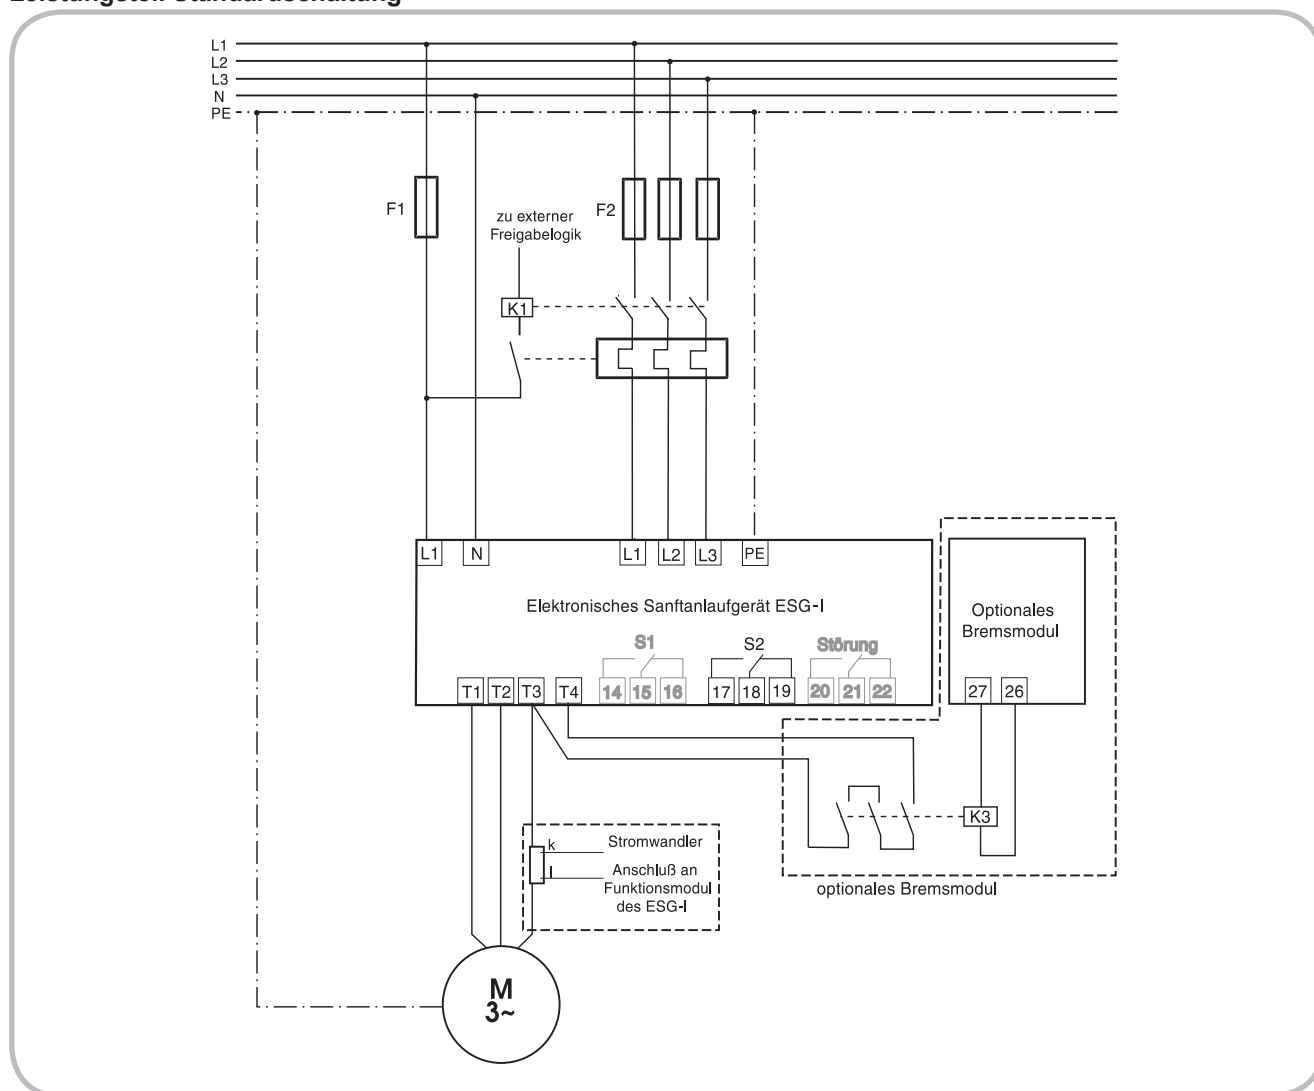 L1
L2
L3
N
PE
F1
zu externer
Freigabelogik
F2
K1
L1 N L1 L2 L3 PE
Elektronisches Sanftanlaufgerät ESG-I
S1 S2 Störung
T1 T2 T3 T4 14 15 16 17 18 19 20 21 22
Optionales
Bremsmodul
27 26
K3
optionales Bremsmodul
k Stromwandler
l Anschluß an
Funktionsmodul
des ESG-I
M
3~